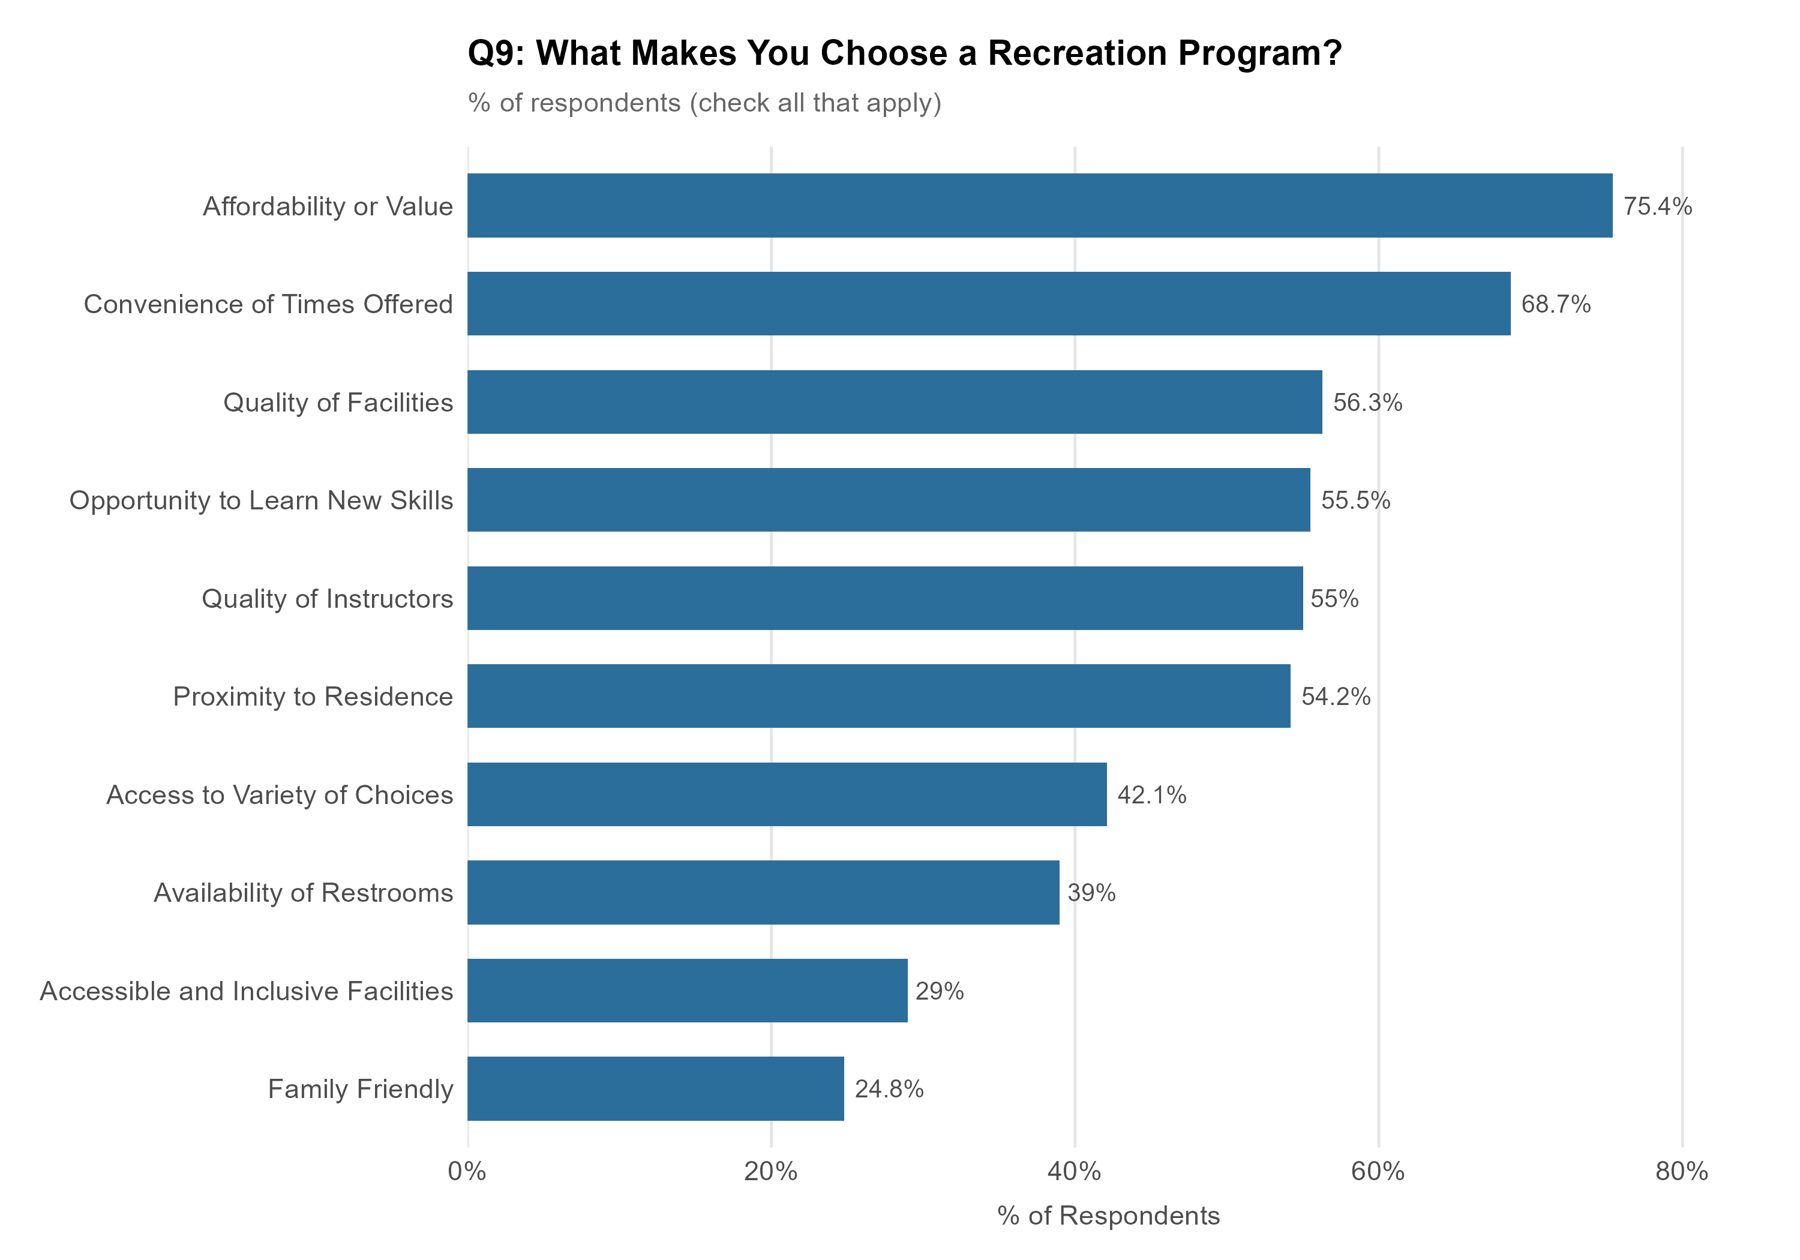 Q9: What Makes You Choose a Recreation Program?
% of respondents (check all that apply)
Affordability or Value 75.4%
Convenience of Times Offered 68.7%
Quality of Facilities 56.3%
Opportunity to Learn New Skills 55.5%
Quality of Instructors 55%
Proximity to Residence 54.2%
Access to Variety of Choices 42.1%
Availability of Restrooms 39%
Accessible and Inclusive Facilities 29%
Family Friendly 24.8%
0% 20% 40% 60% 80%
% of Respondents